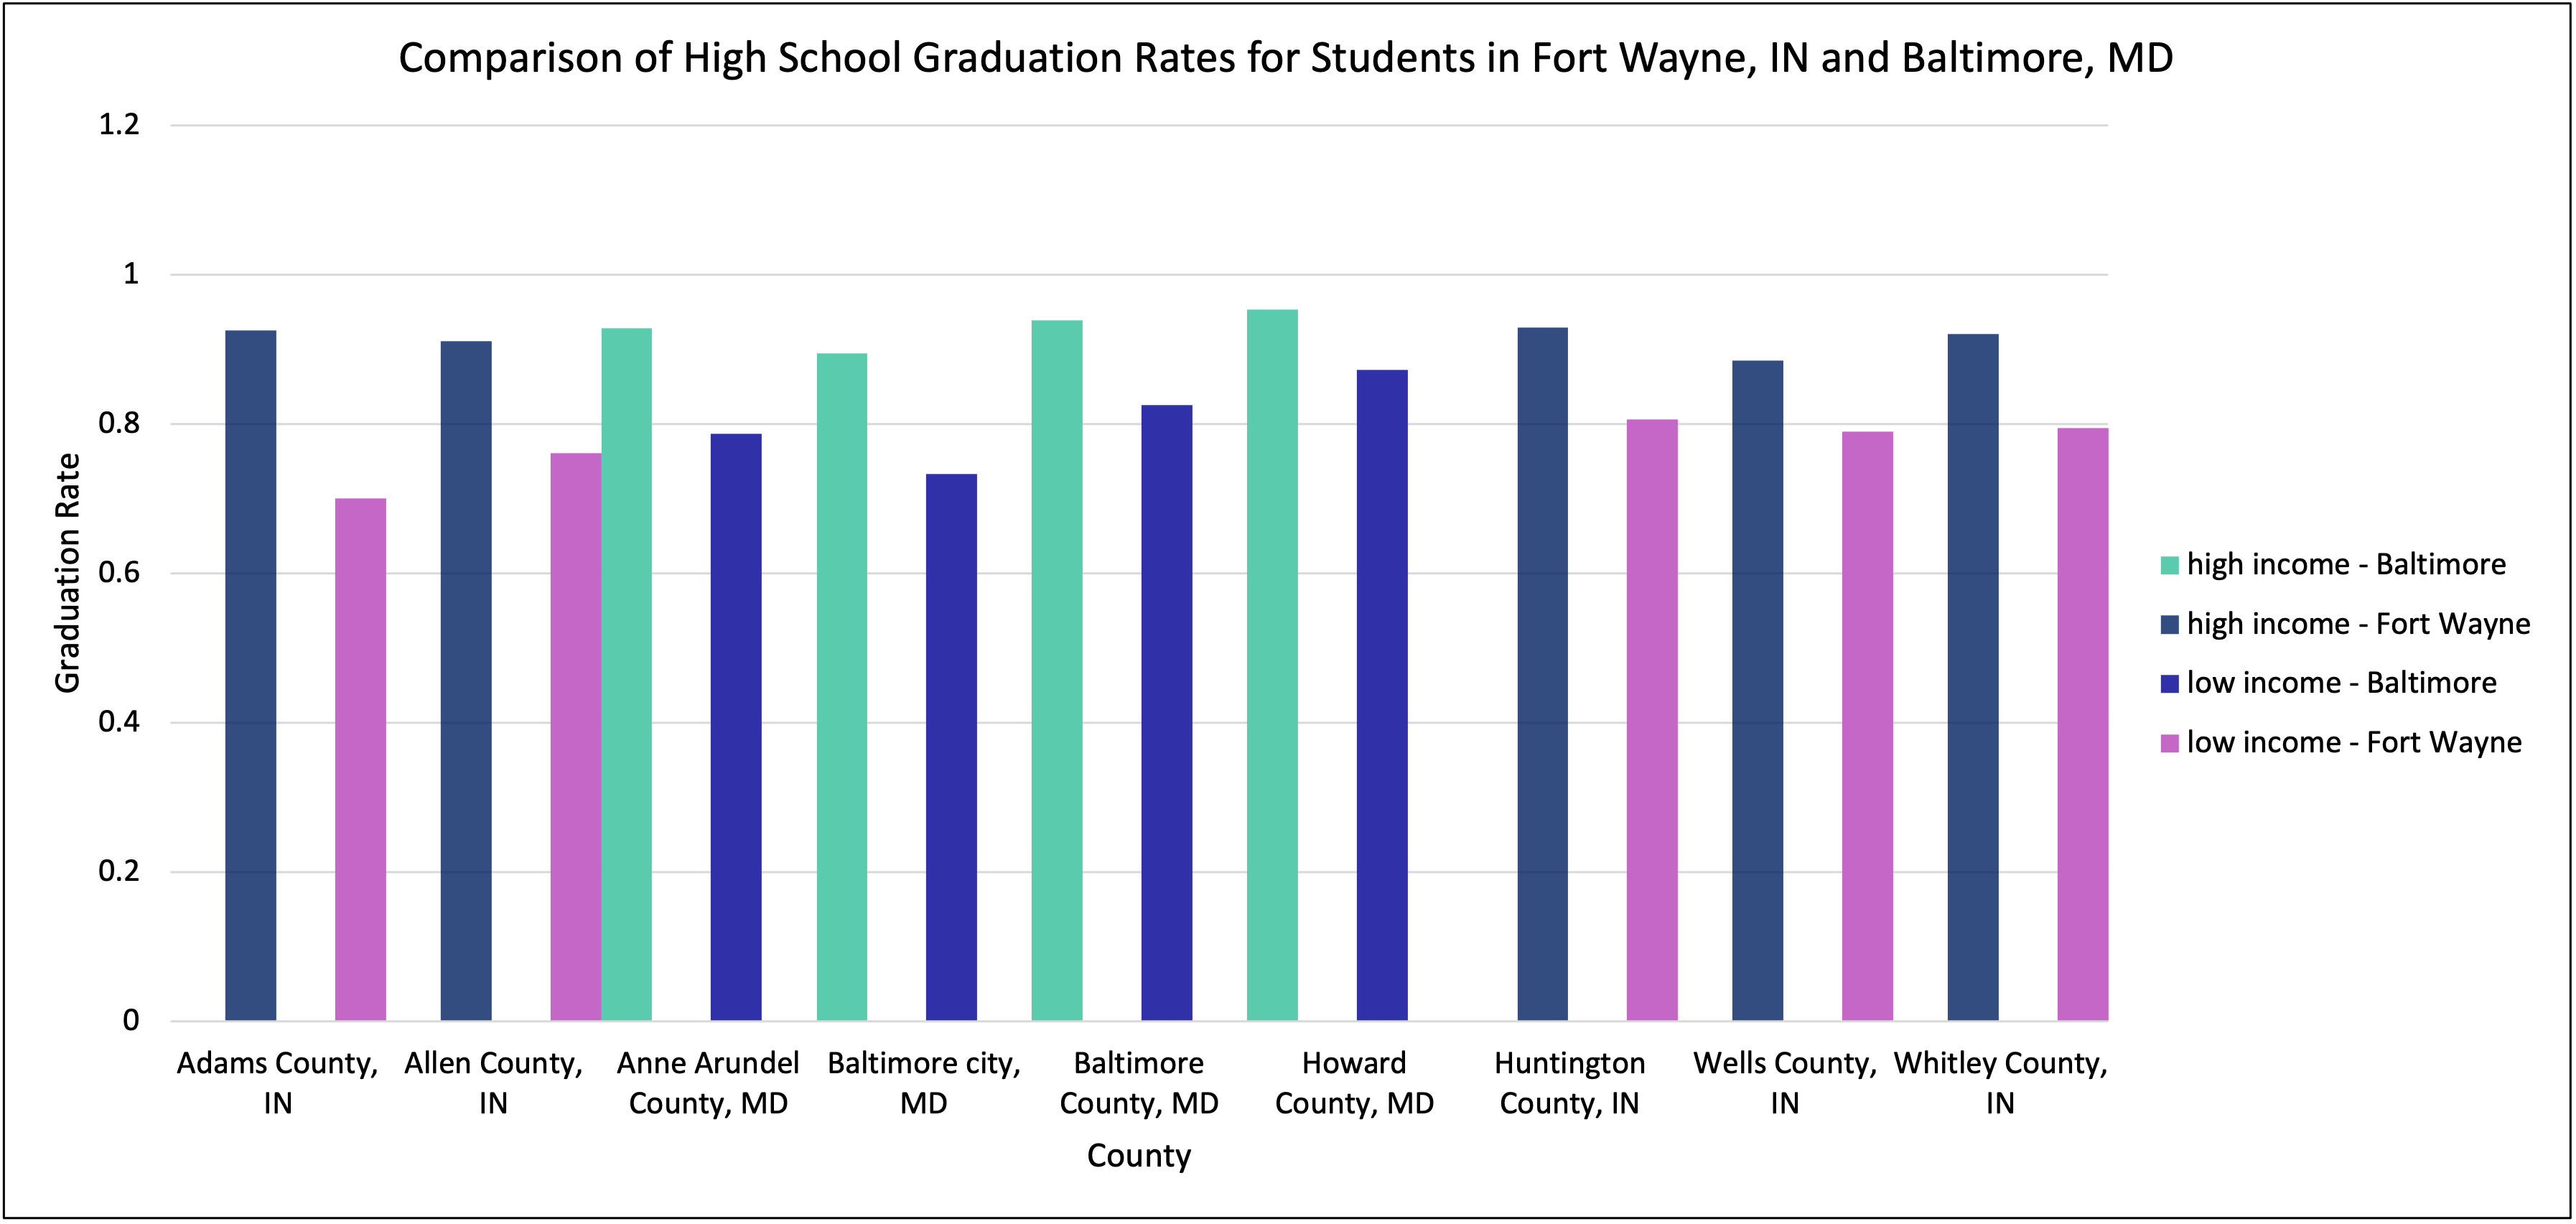 Comparison of High School Graduation Rates for Students in Fort Wayne, IN and Baltimore, MD
1.2
1
0.8
0.6
0.4
0.2
0
Graduation Rate
Adams County,
IN
Allen County,
IN
Anne Arundel
County, MD
Baltimore city,
MD
Baltimore
County, MD
Howard
County, MD
Huntington
County, IN
Wells County,
IN
Whitley County,
IN
County
high income - Baltimore
high income - Fort Wayne
low income - Baltimore
low income - Fort Wayne